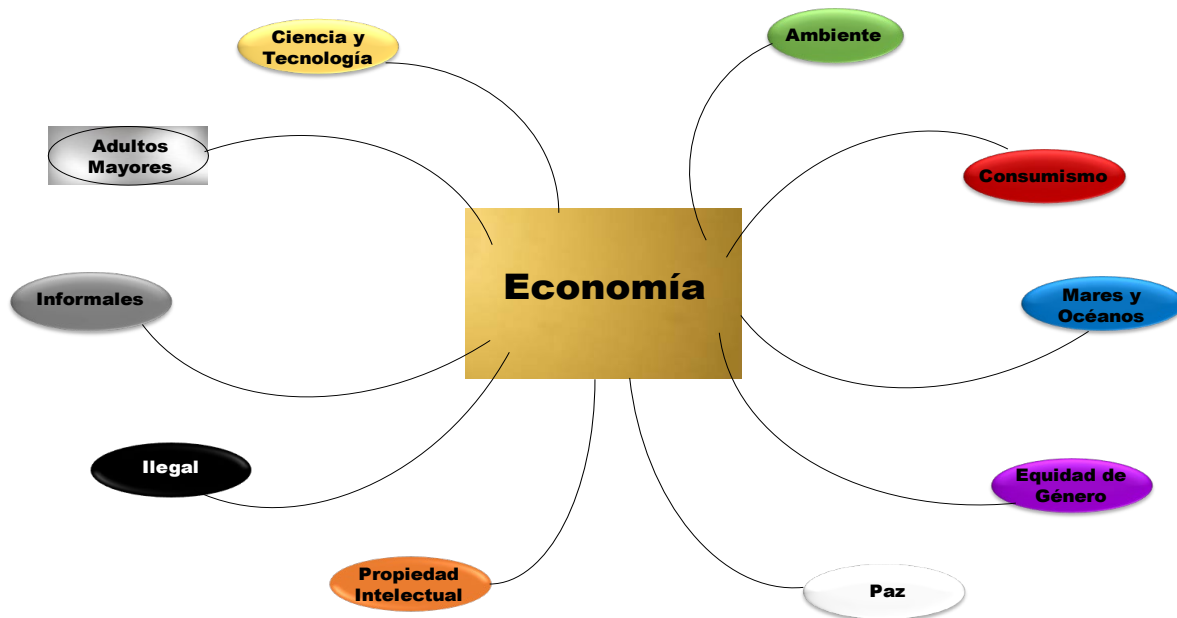 Ciencia y
Tecnología
Ambiente
Adultos
Mayores
Consumismo
Economía
Informales
Mares y
Océanos
Ilegal
Equidad de
Género
Propiedad
Intelectual
Paz